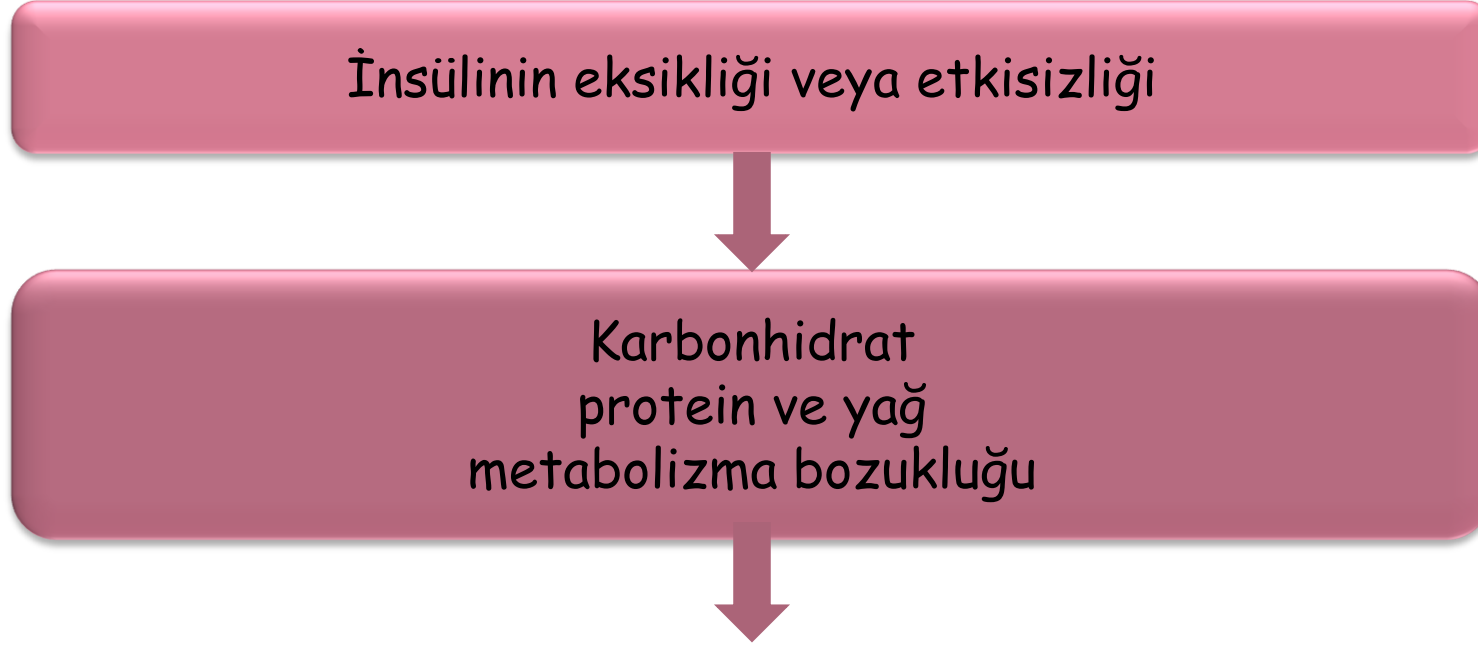 İnsülinin eksikliği veya etkisizliği
Karbonhidrat
protein ve yağ
metabolizma bozukluğu